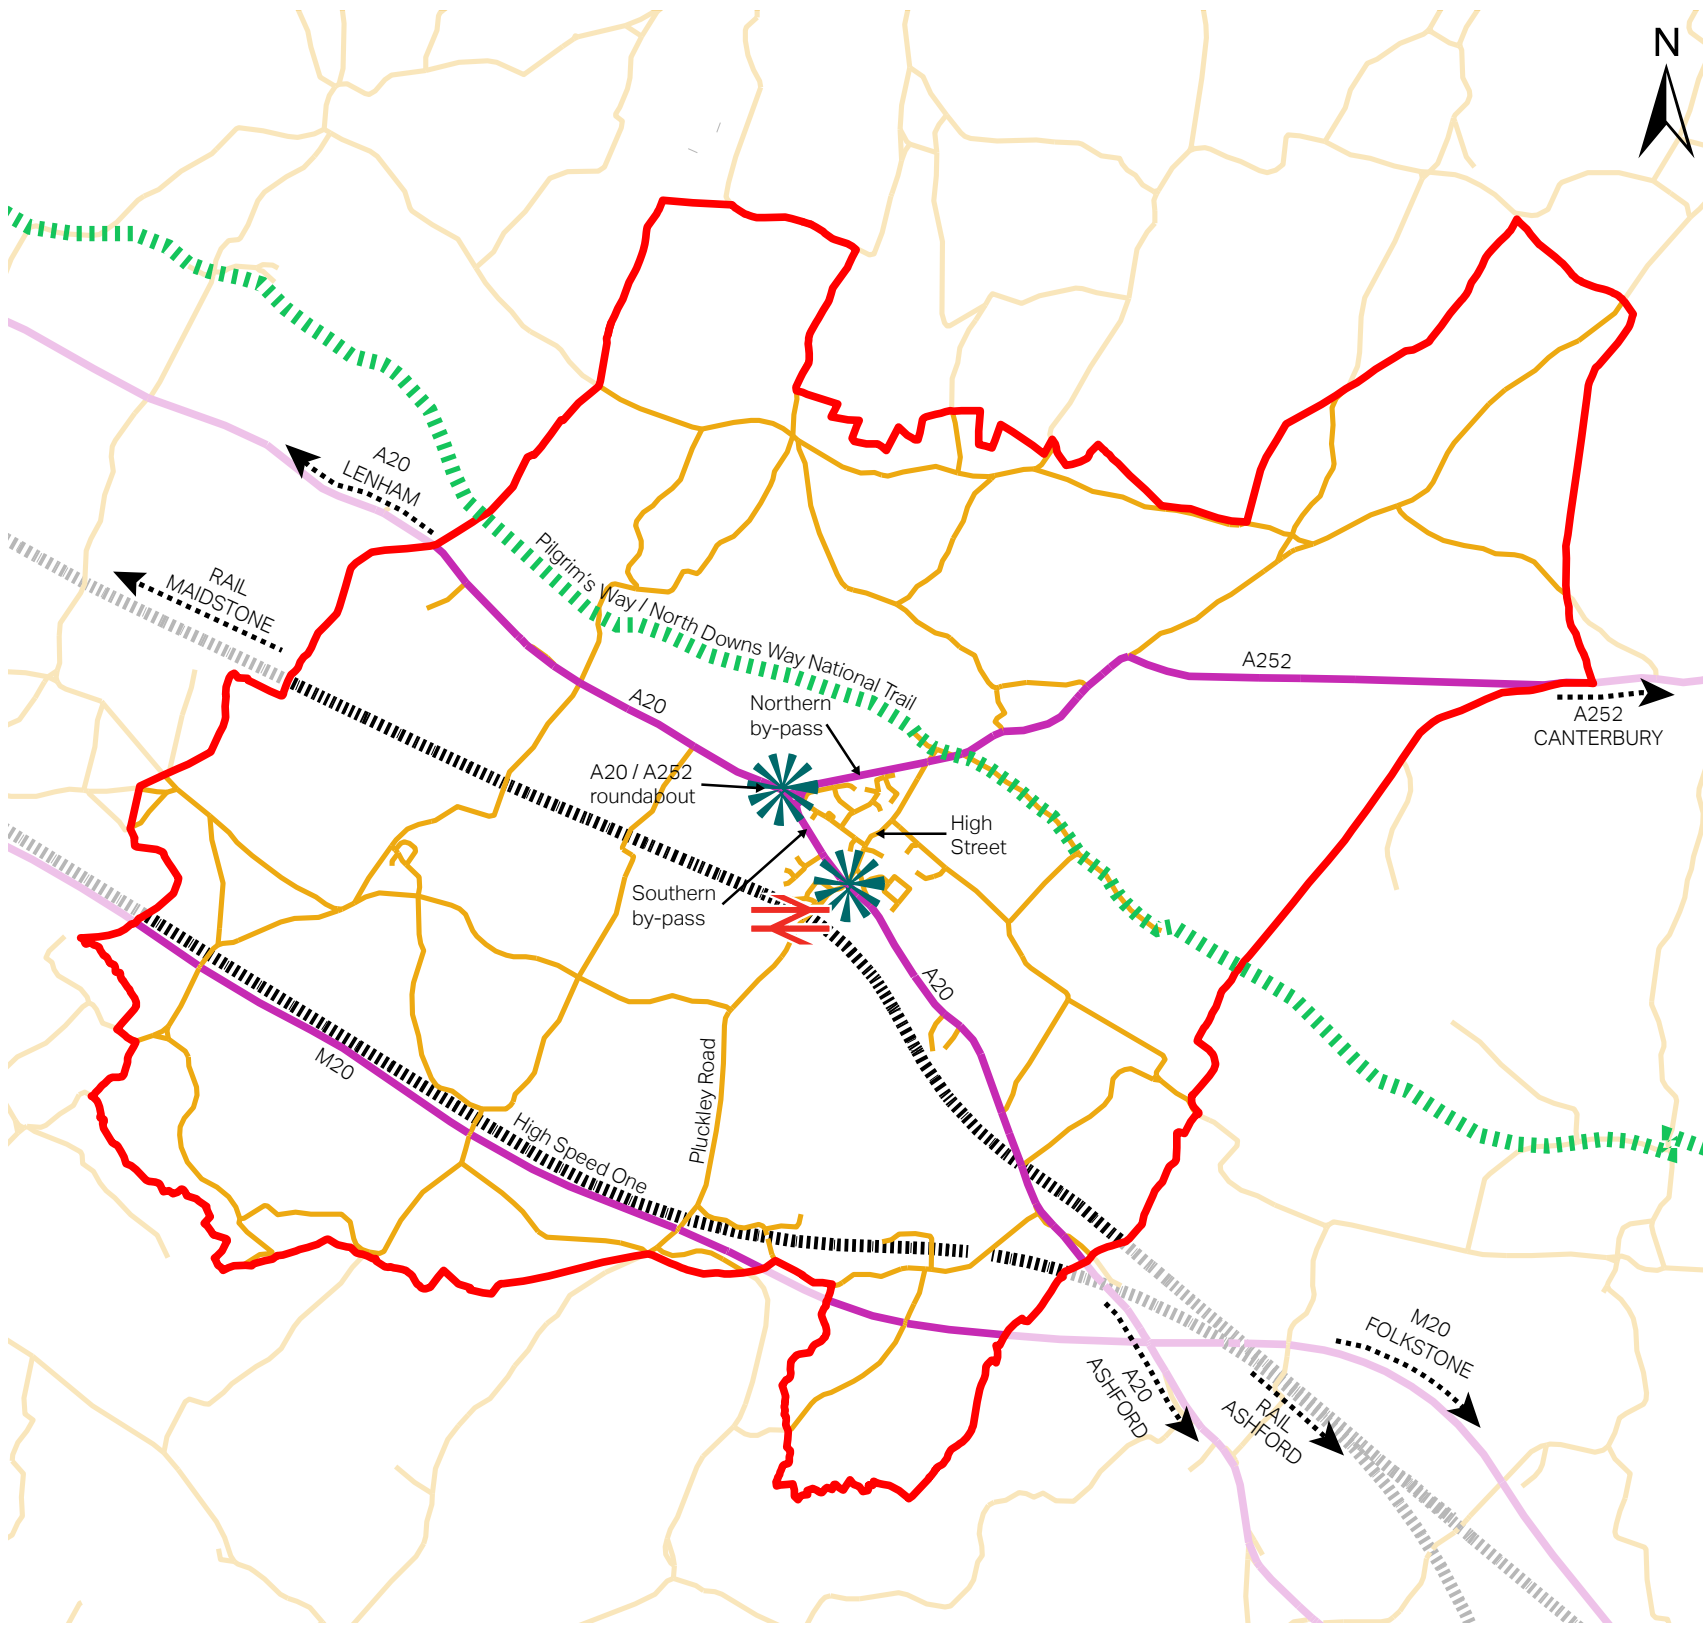 N
A20
LENHAM
RAIL
MAIDSTONE
Pilgrim's Way / North Downs Way National Trail
A252
A20
Northern
by-pass
A252
CANTERBURY
A20 / A252
roundabout
High
Street
Southern
by-pass
A20
M20
Pluckley Road
High Speed One
M20
FOLKSTONE
A20
ASHFORD
RAIL
ASHFORD